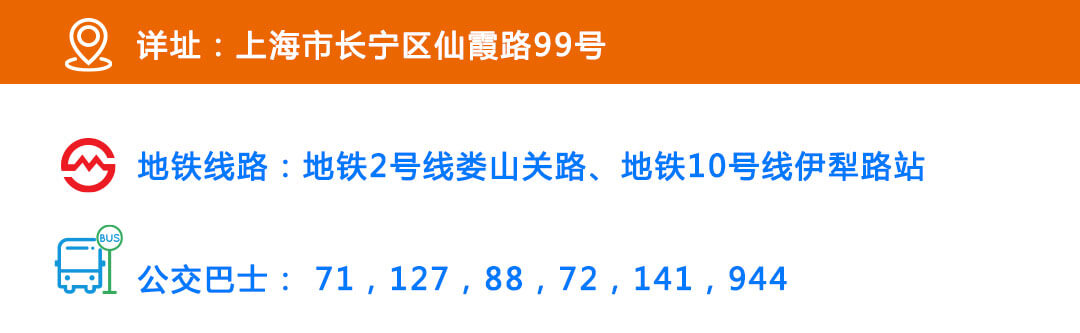 详址：上海市长宁区仙霞路99号
地铁线路：地铁2号线娄山关路、地铁10号线伊犁路站
BUS
公交巴士： 71，127，88，72，141，944